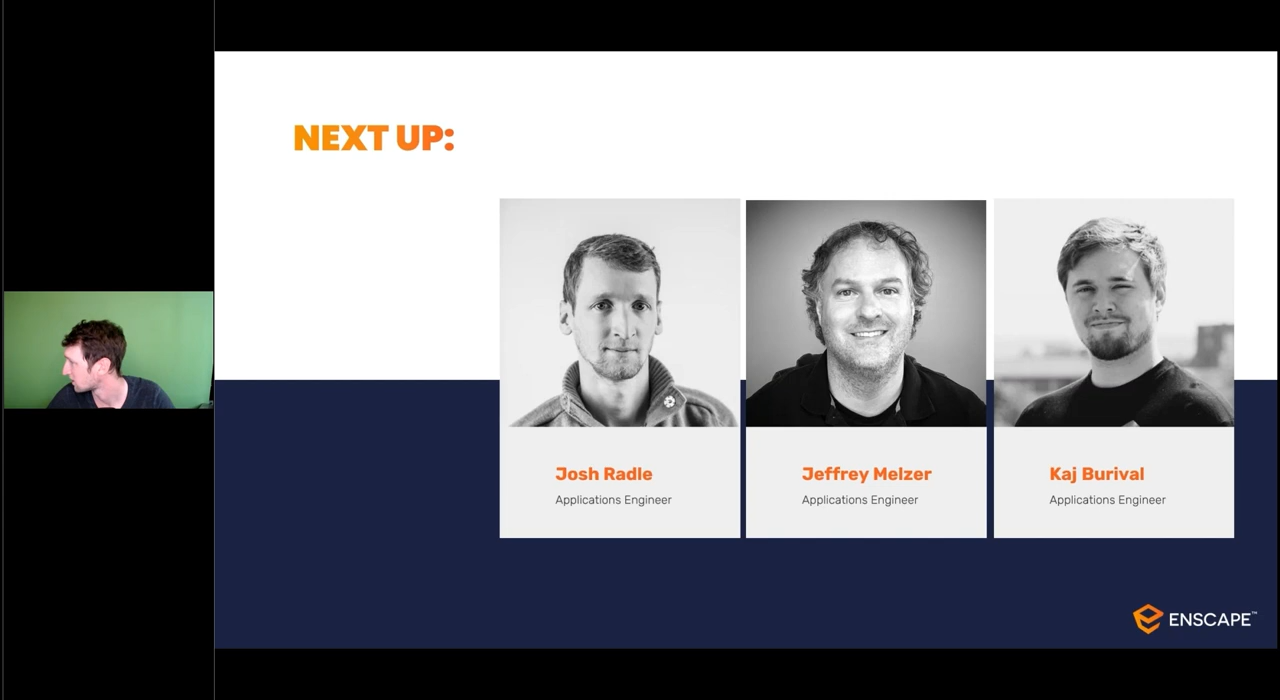 NEXT UP:
Josh Radle
Applications Engineer
Jeffrey Melzer
Applications Engineer
Kaj Burival
Applications Engineer
ENSCAPE™